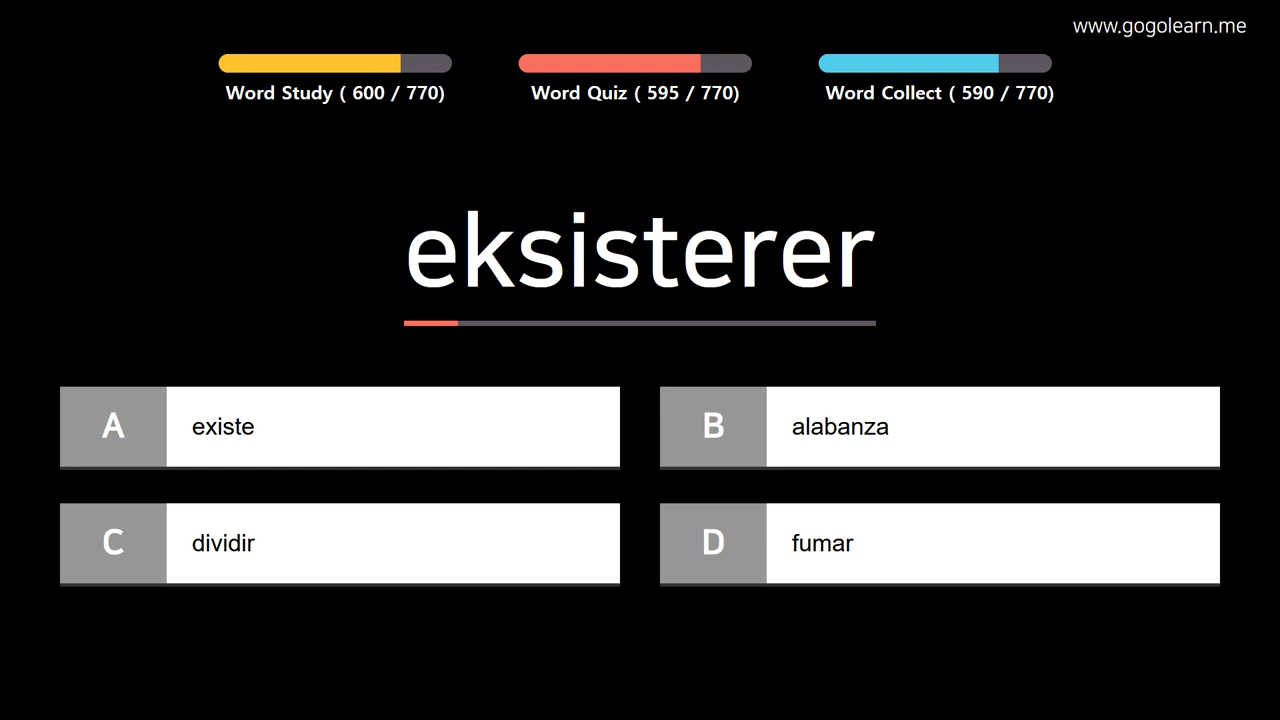 www.gogolearn.me
Word Study ( 600 / 770)
Word Quiz ( 595 / 770)
Word Collect ( 590 / 770)
eksisterer
A existe
B alabanza
C dividir
D fumar